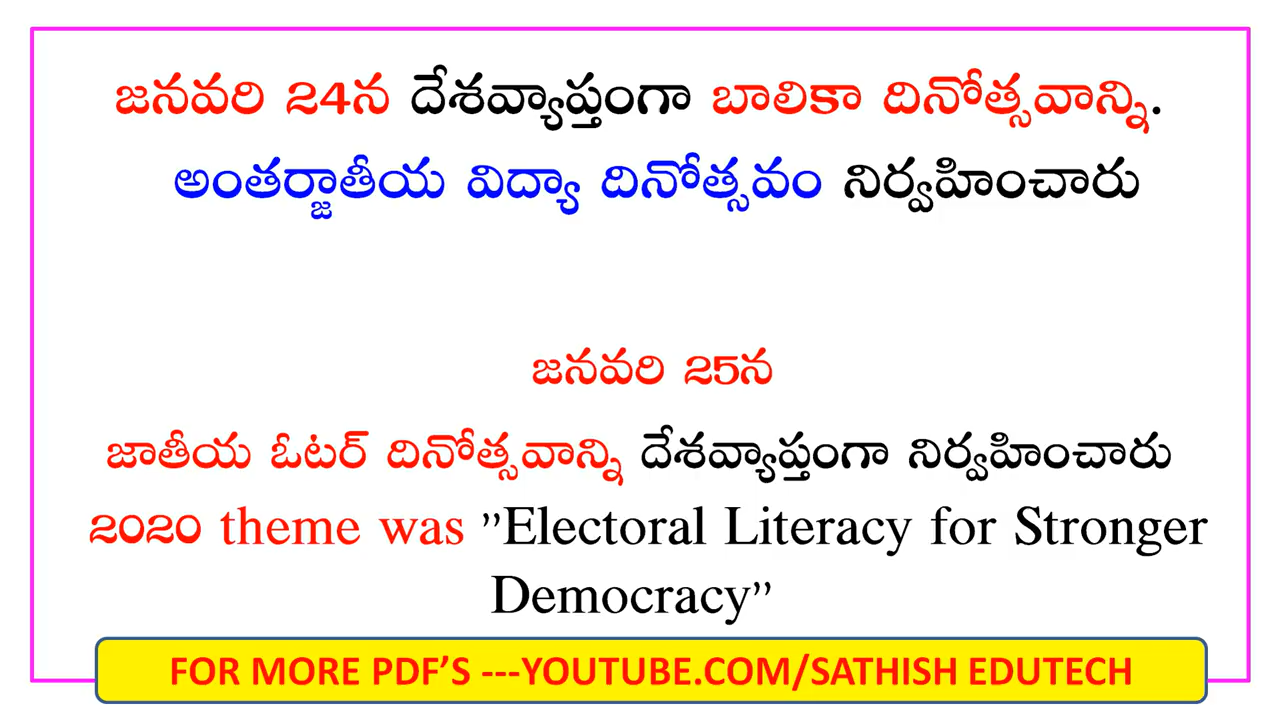 జనవరి 24న దేశవ్యాప్తంగా బాలికా దినోత్సవాన్ని.
అంతర్జాతీయ విద్యా దినోత్సవం నిర్వహించారు
జనవరి 25న
జాతీయ ఓటర్ దినోత్సవాన్ని దేశవ్యాప్తంగా నిర్వహించారు
2020 theme was ”Electoral Literacy for Stronger
Democracy”
FOR MORE PDF’S ---YOUTUBE.COM/SATHISH EDUTECH